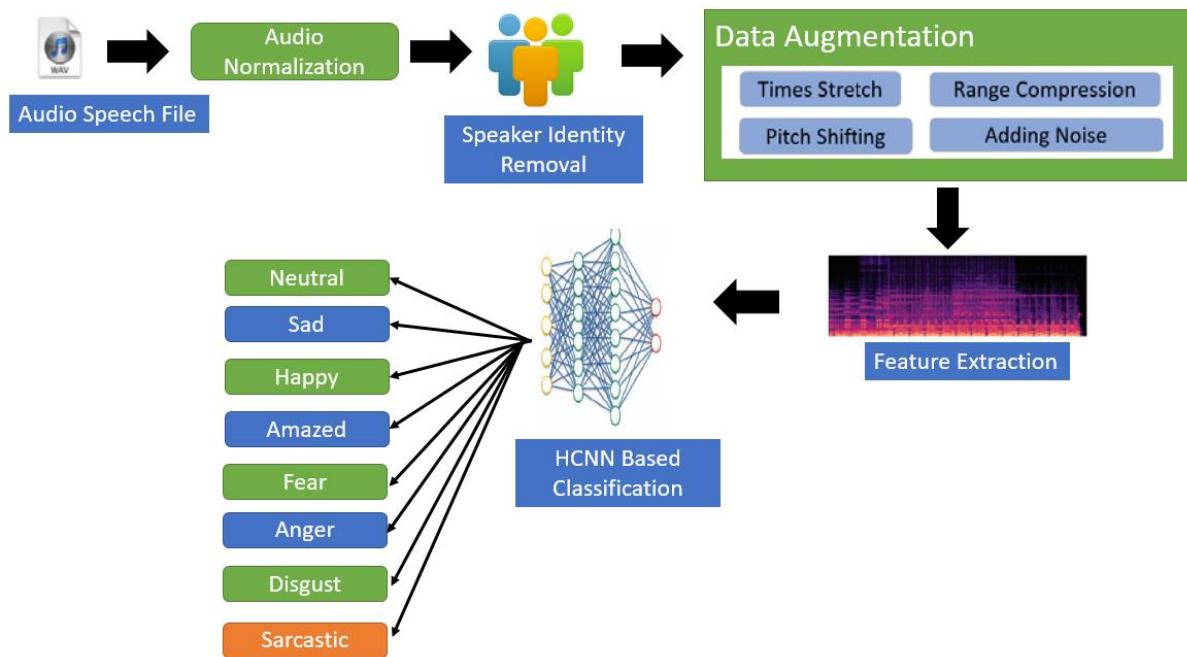 WAV
Audio Speech File
Audio
Normalization
Speaker Identity
Removal
Data Augmentation
Times Stretch
Range Compression
Pitch Shifting
Adding Noise
Feature Extraction
HCNN Based
Classification
Neutral
Sad
Happy
Amazed
Fear
Anger
Disgust
Sarcastic